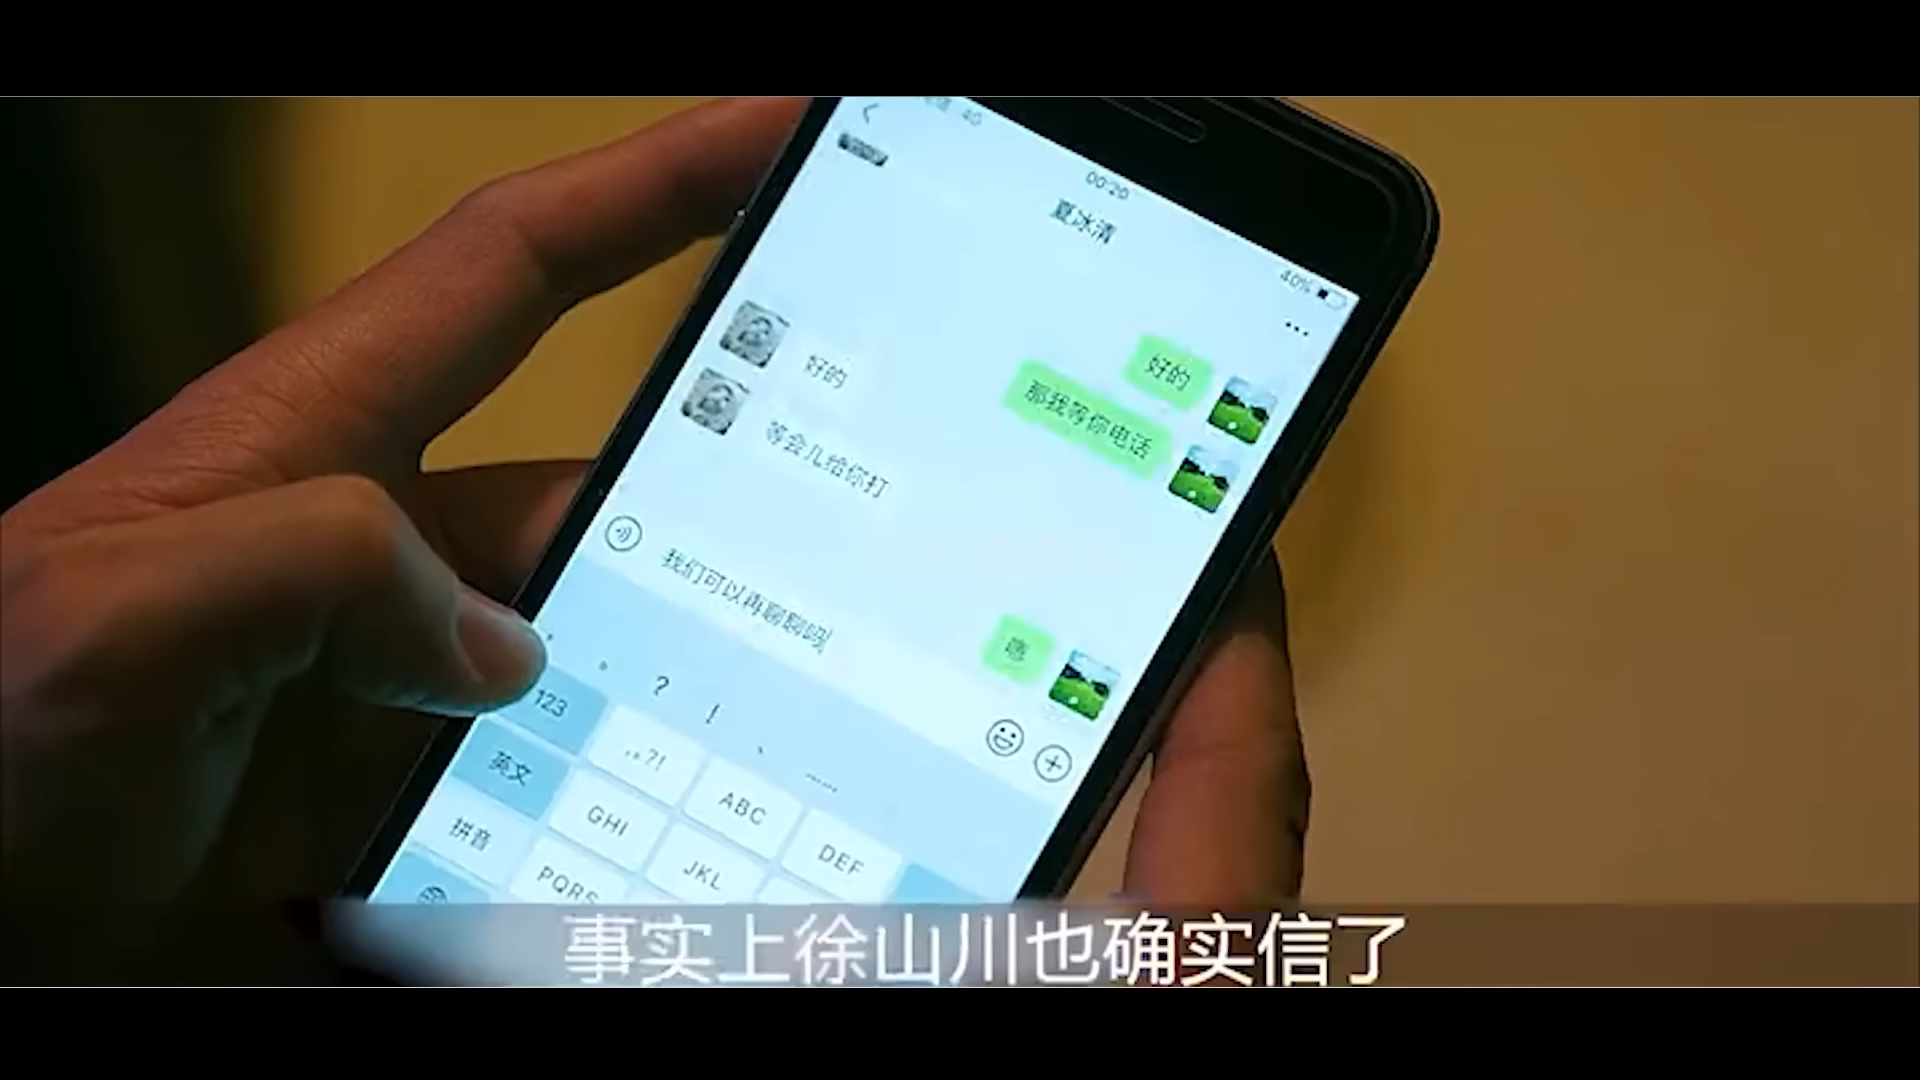 4G
00:20
40%
夏冰清
...
好的
那我等你电话
好的
等会儿给你打
嗯
我们可以再聊聊吗
, 。 ? ! 、 ......
123
,。?!
ABC
DEF
英文
GHI
JKL
拼音
PQRS
事实上徐山川也确实信了